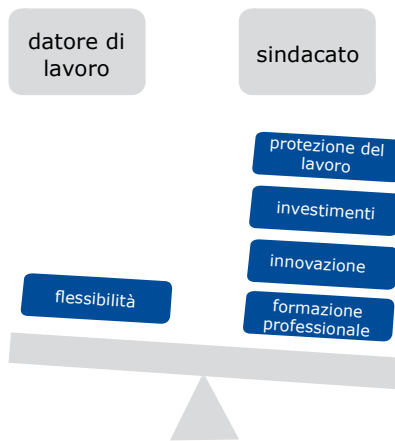 datore di
lavoro
sindacato
protezione del
lavoro
investimenti
innovazione
flessibilità
formazione
professionale